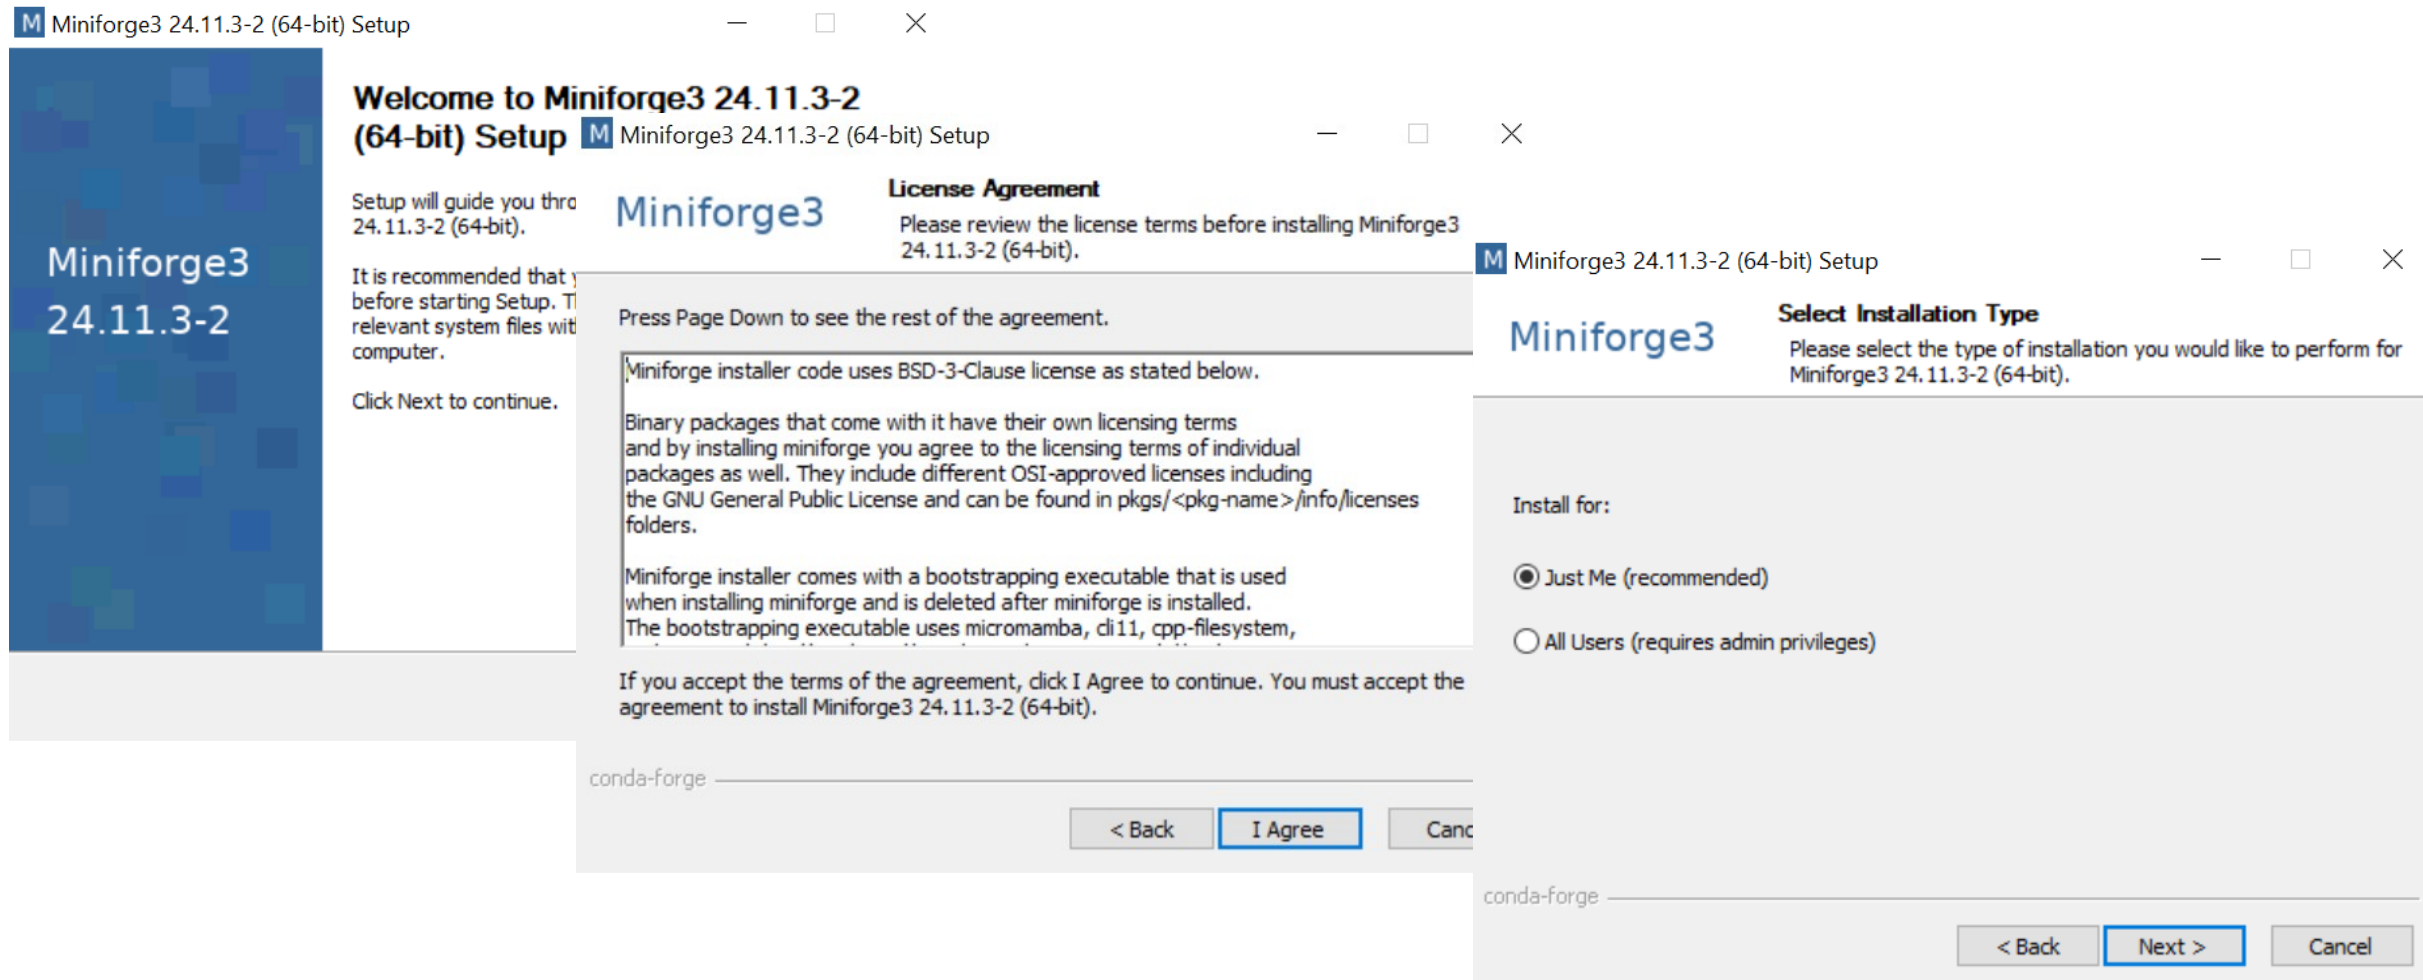 M Miniforge3 24.11.3-2 (64-bit) Setup
Miniforge3
24.11.3-2
Welcome to Miniforge3 24.11.3-2
(64-bit) Setup
Setup will guide you thro
24.11.3-2 (64-bit).
It is recommended that
before starting Setup.
relevant system files wit
computer.
Click Next to continue.
M Miniforge3 24.11.3-2 (64-bit) Setup
Miniforge3
License Agreement
Please review the license terms before installing Miniforge3
24.11.3-2 (64-bit).
Press Page Down to see the rest of the agreement.
Miniforge installer code uses BSD-3-Clause license as stated below.
Binary packages that come with it have their own licensing terms
and by installing miniforge you agree to the licensing terms of individual
packages as well. They include different OSI-approved licenses including
the GNU General Public License and can be found in pkgs/<pkg-name>/info/licenses
folders.
Miniforge installer comes with a bootstrapping executable that is used
when installing miniforge and is deleted after miniforge is installed.
The bootstrapping executable uses micromamba, cli11, cpp-filesystem,
If you accept the terms of the agreement, click I Agree to continue. You must accept the
agreement to install Miniforge3 24.11.3-2 (64-bit).
conda-forge
< Back
I Agree
Canc
M Miniforge3 24.11.3-2 (64-bit) Setup
Miniforge3
Select Installation Type
Please select the type of installation you would like to perform for
Miniforge3 24.11.3-2 (64-bit).
Install for:
Just Me (recommended)
All Users (requires admin privileges)
conda-forge
< Back
Next >
Cancel